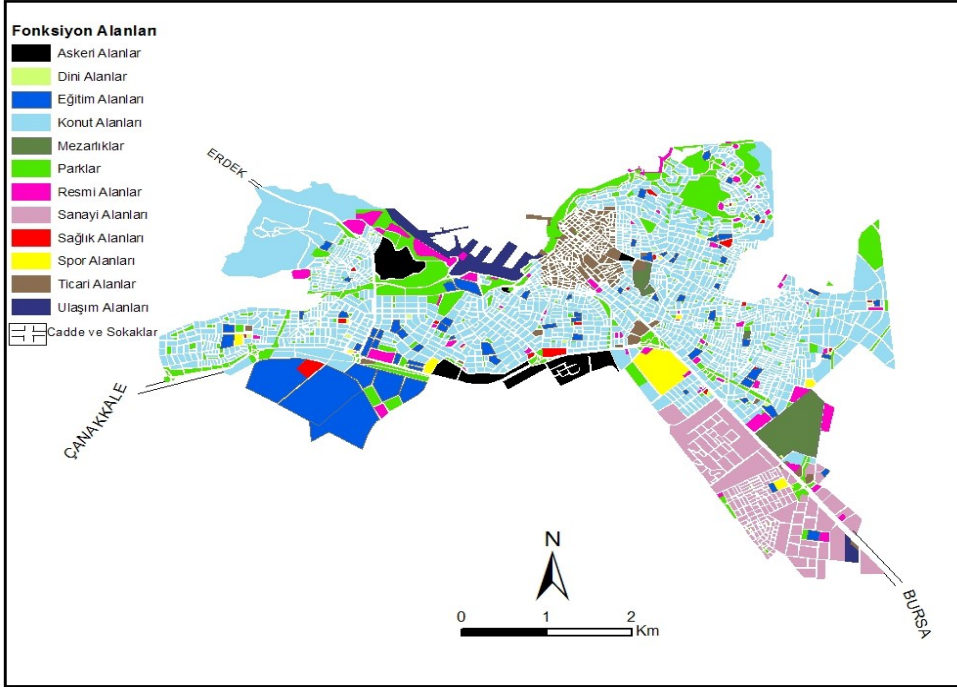 Fonksiyon Alanları
Askeri Alanlar
Dini Alanlar
Eğitim Alanları
Konut Alanları
Mezarlıklar
Parklar
Resmi Alanlar
Sanayi Alanları
Sağlık Alanları
Spor Alanları
Ticari Alanlar
Ulaşım Alanları
Cadde ve Sokaklar
ERDEK
ÇANAKKALE
BURSA
N
0 1 2
Km